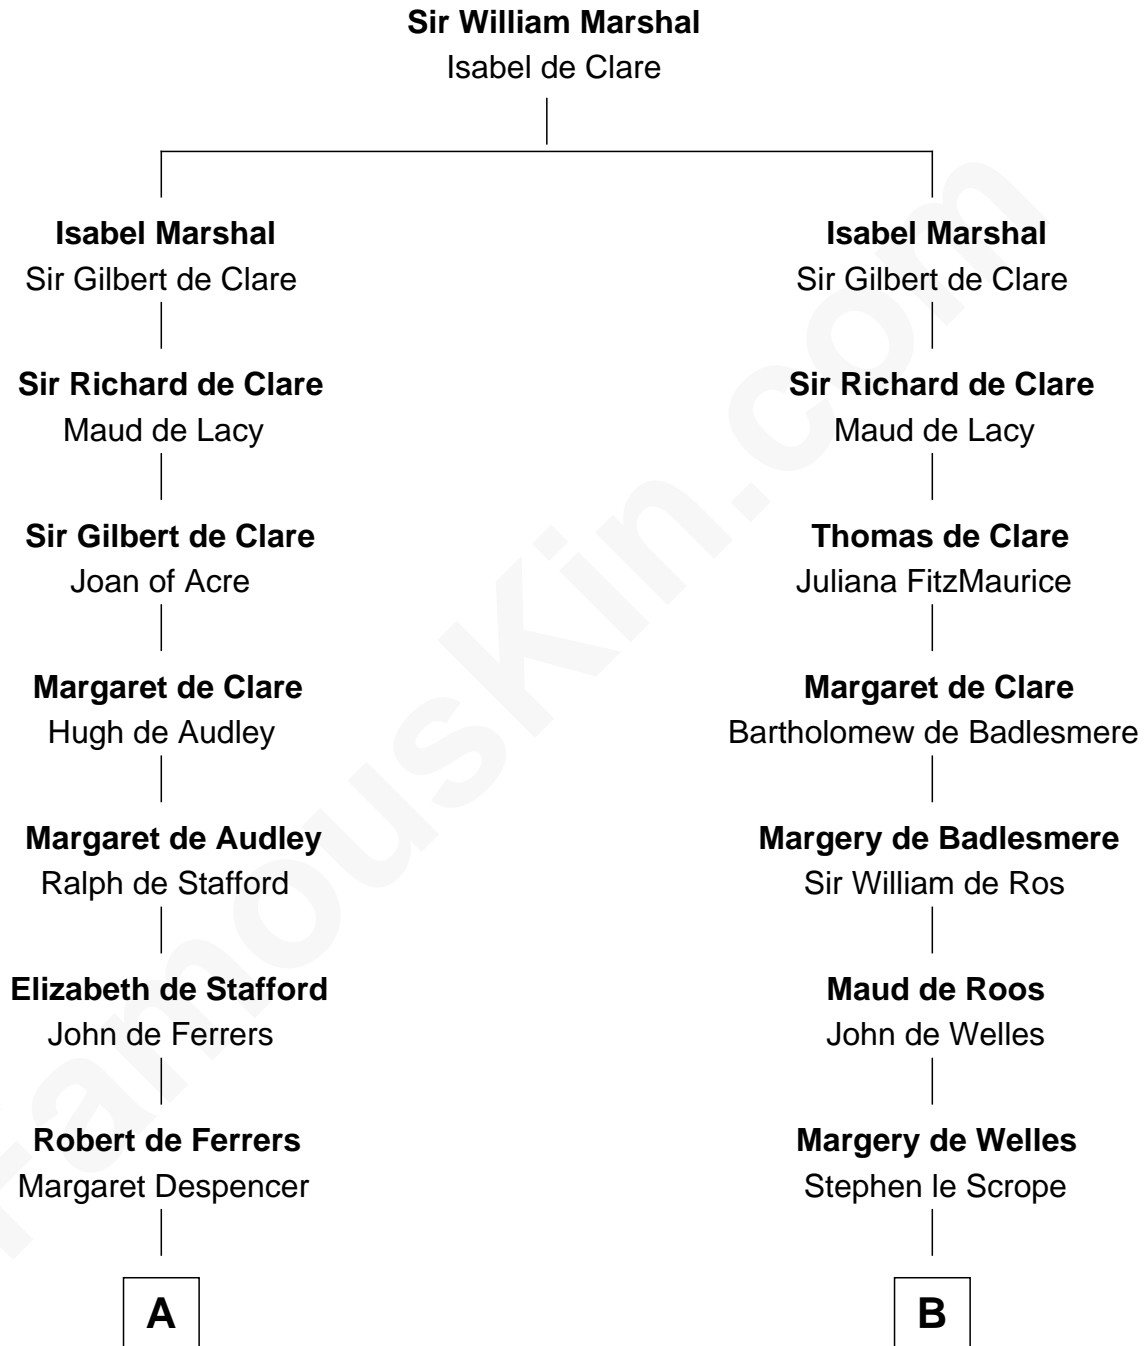 Sir William Marshal
Isabel de Clare
Isabel Marshal
Sir Gilbert de Clare
Isabel Marshal
Sir Gilbert de Clare
Sir Richard de Clare
Maud de Lacy
Sir Richard de Clare
Maud de Lacy
Sir Gilbert de Clare
Joan of Acre
Thomas de Clare
Juliana FitzMaurice
Margaret de Clare
Hugh de Audley
Margaret de Clare
Bartholomew de Badlesmere
Margaret de Audley
Ralph de Stafford
Margery de Badlesmere
Sir William de Ros
Elizabeth de Stafford
John de Ferrers
Maud de Roos
John de Welles
Robert de Ferrers
Margaret Despencer
Margery de Welles
Stephen le Scrope
A
B
FamousKin.com